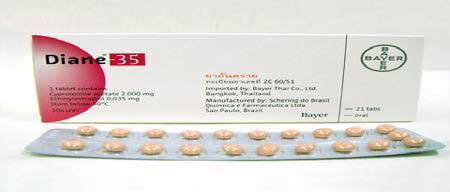 Diane®-35
1 tablet contains
Cyproterone acetate 2.000 mg
Ethinylestradiol 0.035 mg
Store below 30°C
ยาอันตราย
ทะเบียนยาเลขที่ 2C 60/51
Imported by: Bayer Thai Co., Ltd.
Bangkok, Thailand
Manufactured by: Schering do Brasil
Quimica e Farmaceutica Ltda.
Sao Paulo, Brazil
Bayer
BAYER
BAYER
21 tabs
oral